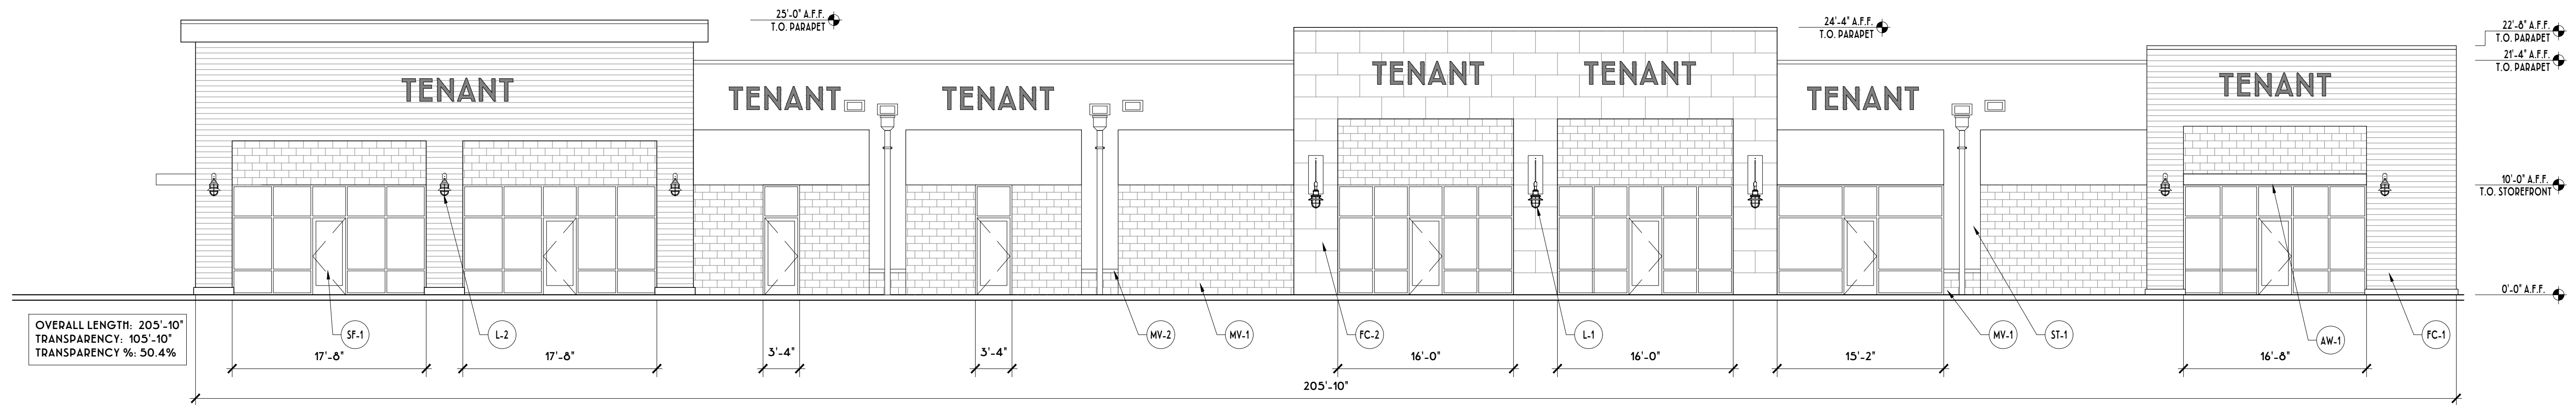 25'-0" A.F.F.
T.O. PARAPET
24'-4" A.F.F.
T.O. PARAPET
22'-8" A.F.F.
T.O. PARAPET
21'-4" A.F.F.
T.O. PARAPET
TENANT
TENANT
TENANT
TENANT
TENANT
TENANT
TENANT
10'-0" A.F.F.
T.O. STOREFRONT
0'-0" A.F.F.
OVERALL LENGTH: 205'-10"
TRANSPARENCY: 105'-10"
TRANSPARENCY %: 50.4%
SF-1
L-2
MV-2
MV-1
FC-2
L-1
MV-1
ST-1
AW-1
FC-1
17'-8"
17'-8"
3'-4"
3'-4"
16'-0"
16'-0"
15'-2"
16'-8"
205'-10"